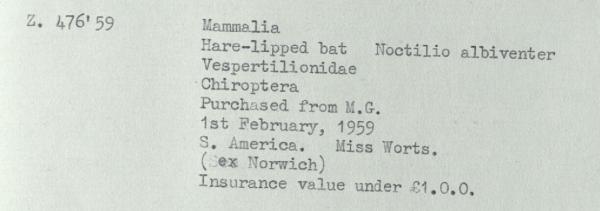 Z. 476'59 Mammalia
Hare-lipped bat Noctilio albiventer
Vespertilionidae
Chiroptera
Purchased from M.G.
1st February, 1959
S. America. Miss Worts.
(ex Norwich)
Insurance value under £1.0.0.